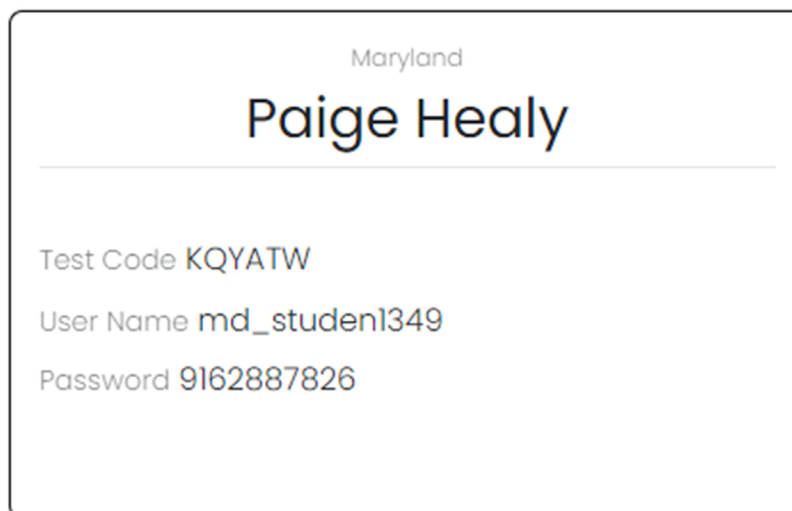 Maryland
Paige Healy
Test Code KQYATW
User Name md_studen1349
Password 9162887826